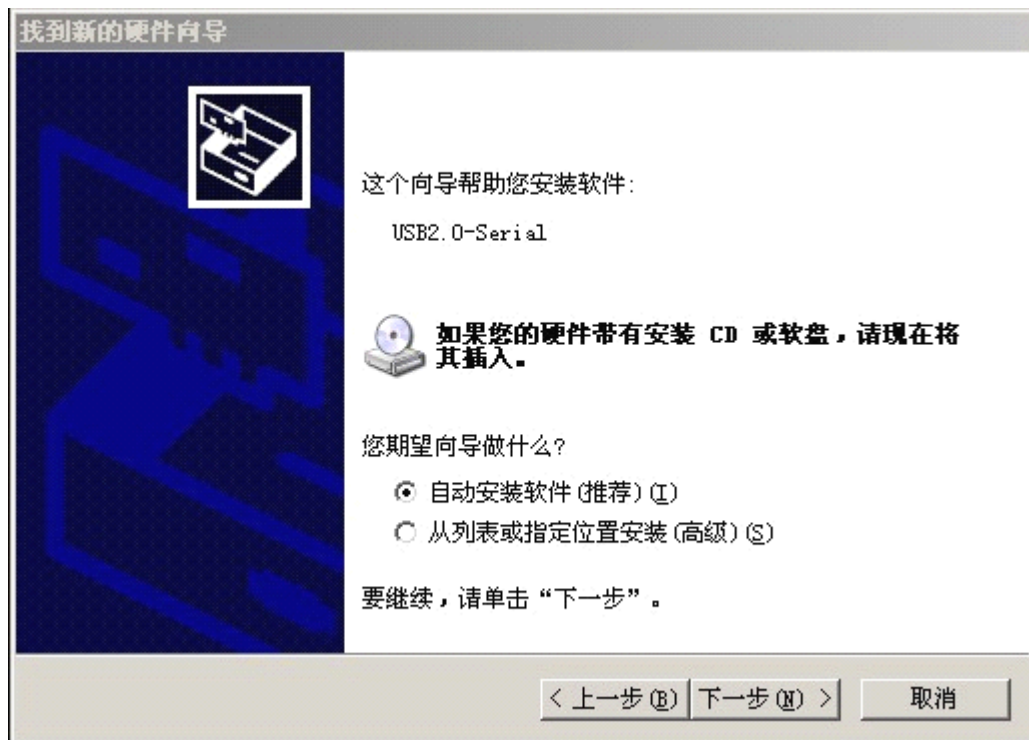 找到新的硬件向导
这个向导帮助您安装软件:
USB2.0-Serial
如果您的硬件带有安装 CD 或软盘，请现在将
其插入。
您期望向导做什么?
自动安装软件(推荐)(I)
从列表或指定位置安装(高级)(S)
要继续，请单击“下一步”。
< 上一步(B) 下一步(N) > 取消